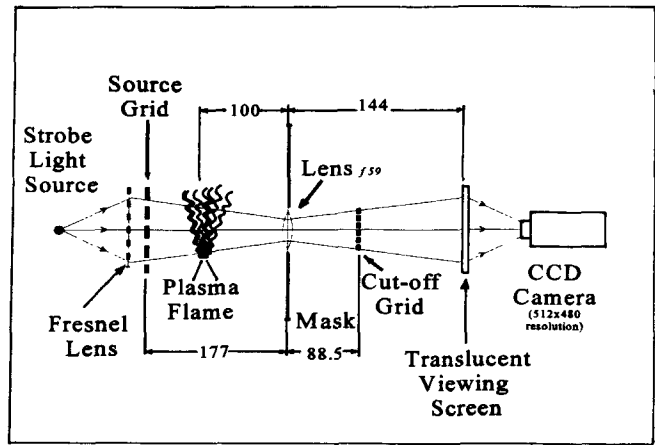 Source
Grid
100
144
Strobe
Light
Source
Lens f59
Plasma
Flame
Cut-off
Grid
CCD
Camera
(512x480
resolution)
Fresnel
Lens
Mask
177
88.5
Translucent
Viewing
Screen